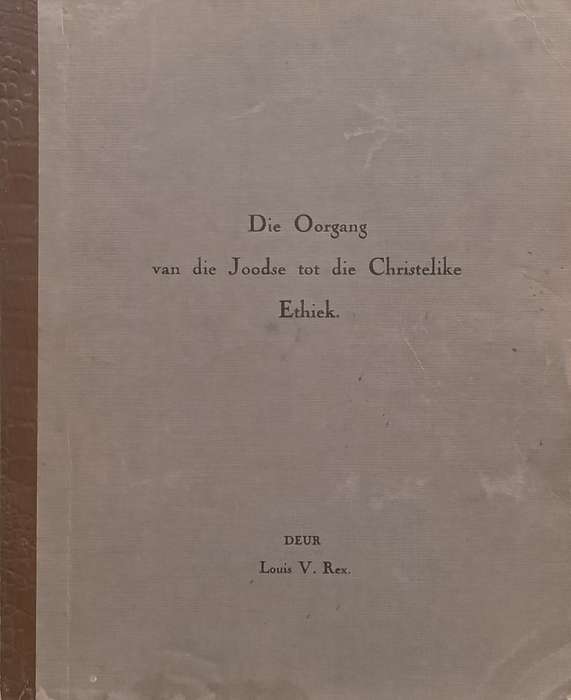 Die Oorgang
van die Joodse tot die Christelike
Ethiek.
DEUR
Louis V. Rex.